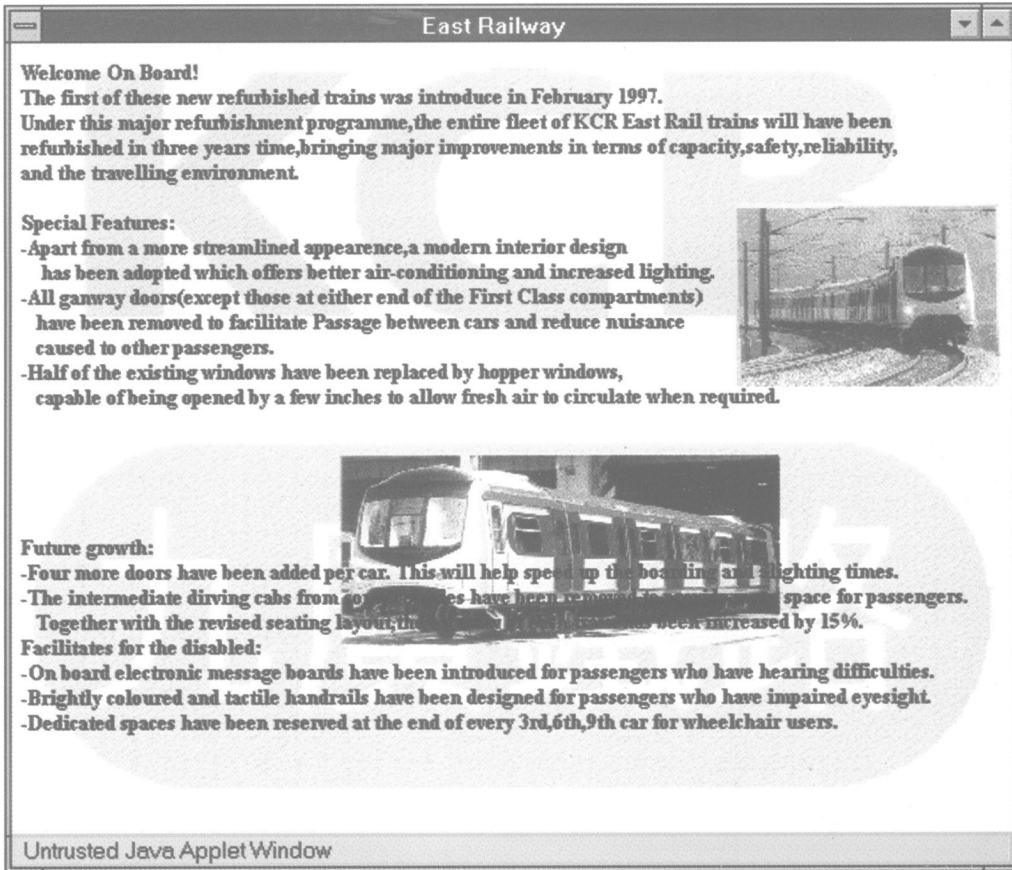 East Railway
KCR
Welcome On Board!
The first of these new refurbished trains was introduce in February 1997.
Under this major refurbishment programme,the entire fleet of KCR East Rail trains will have been
refurbished in three years time,bringing major improvements in terms of capacity,safety,reliability,
and the travelling environment.
Special Features:
-Apart from a more streamlined appearence,a modern interior design
has been adopted which offers better air-conditioning and increased lighting.
-All ganway doors(except those at either end of the First Class compartments)
have been removed to facilitate Passage between cars and reduce nuisance
caused to other passengers.
-Half of the existing windows have been replaced by hopper windows,
capable of being opened by a few inches to allow fresh air to circulate when required.
Future growth:
-Four more doors have been added per car. This will help speed up the boarding and alighting times.
-The intermediate dirving cabs from have been removed space for passengers.
Together with the revised seating layout,the been increased by 15%.
Facilitates for the disabled:
-On board electronic message boards have been introduced for passengers who have hearing difficulties.
-Brightly coloured and tactile handrails have been designed for passengers who have impaired eyesight.
-Dedicated spaces have been reserved at the end of every 3rd,6th,9th car for wheelchair users.
Untrusted Java Applet Window